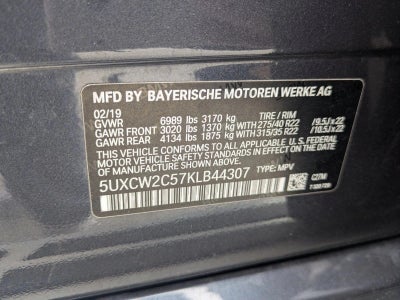 MFD BY BAYERISCHE MOTOREN WERKE AG
02/19
GVWR 6989 lbs 3170 kg TIRE / RIM
GAWR FRONT 3020 lbs 1370 kg WITH 275/40 R22 / 9.5J x 22
GAWR REAR 4134 lbs 1875 kg WITH 315/35 R22 / 10.5J x 22
THIS VEHICLE CONFORMS TO ALL APPLICABLE U.S. FEDERAL
MOTOR VEHICLE SAFETY AND THEFT PREVENTION STANDARDS IN EFFECT ON THE DATE OF MANUFACTURE SHOWN ABOVE.
5UXCW2C57KLB44307 TYPE: MPV